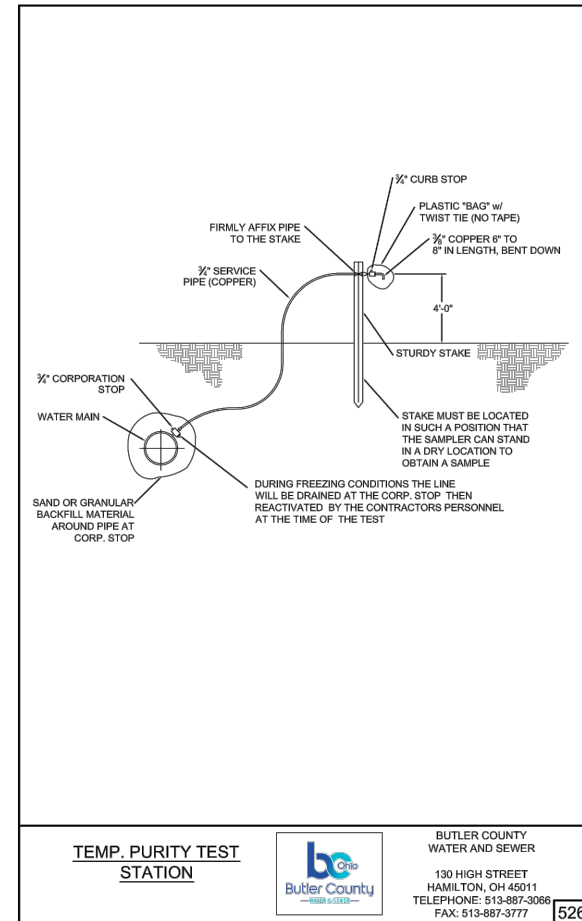 ¾" CURB STOP
PLASTIC "BAG" w/
TWIST TIE (NO TAPE)
FIRMLY AFFIX PIPE
TO THE STAKE
⅜" COPPER 6" TO
8" IN LENGTH, BENT DOWN
¾" SERVICE
PIPE (COPPER)
4'-0"
STURDY STAKE
¾" CORPORATION
STOP
WATER MAIN
STAKE MUST BE LOCATED
IN SUCH A POSITION THAT
THE SAMPLER CAN STAND
IN A DRY LOCATION TO
OBTAIN A SAMPLE
DURING FREEZING CONDITIONS THE LINE
WILL BE DRAINED AT THE CORP. STOP THEN
REACTIVATED BY THE CONTRACTORS PERSONNEL
AT THE TIME OF THE TEST
SAND OR GRANULAR
BACKFILL MATERIAL
AROUND PIPE AT
CORP. STOP
TEMP. PURITY TEST
STATION
bc Ohio
Butler County
WATER & SEWER
BUTLER COUNTY
WATER AND SEWER
130 HIGH STREET
HAMILTON, OH 45011
TELEPHONE: 513-887-3066
FAX: 513-887-3777
526